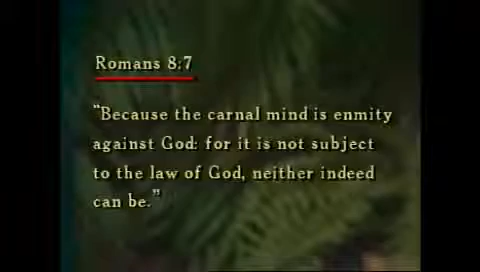 Romans 8:7
"Because the carnal mind is enmity
against God: for it is not subject
to the law of God, neither indeed
can be."